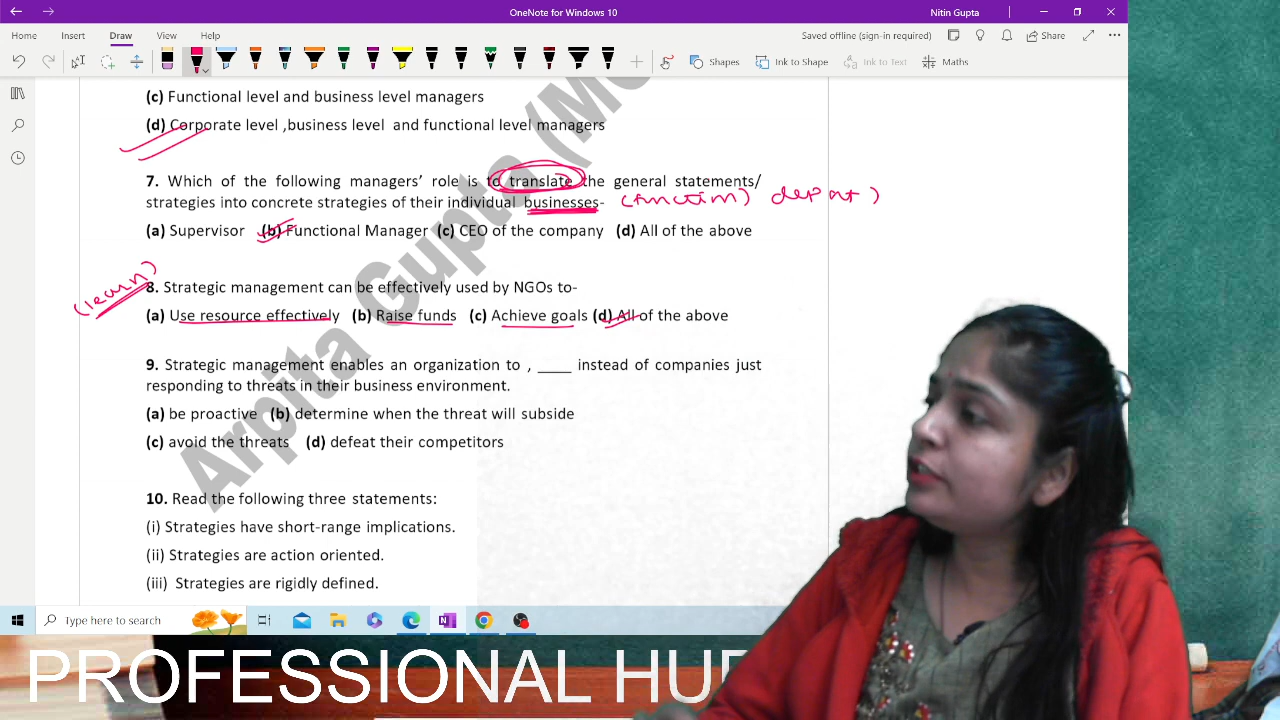 OneNote for Windows 10
Nitin Gupta
Home Insert Draw View Help
Saved offline (sign-in required)
Share
Shapes
Ink to Shape
Ink to Text
Maths
(c) Functional level and business level managers
(d) Corporate level ,business level and functional level managers
7. Which of the following managers' role is to translate the general statements/
strategies into concrete strategies of their individual businesses- (function) depart)
(a) Supervisor (b) Functional Manager (c) CEO of the company (d) All of the above
(learn)
8. Strategic management can be effectively used by NGOs to-
(a) Use resource effectively (b) Raise funds (c) Achieve goals (d) All of the above
9. Strategic management enables an organization to , ____ instead of companies just
responding to threats in their business environment.
(a) be proactive (b) determine when the threat will subside
(c) avoid the threats (d) defeat their competitors
10. Read the following three statements:
(i) Strategies have short-range implications.
(ii) Strategies are action oriented.
(iii) Strategies are rigidly defined.
Arpita Gupta
Type here to search
PROFESSIONAL HU